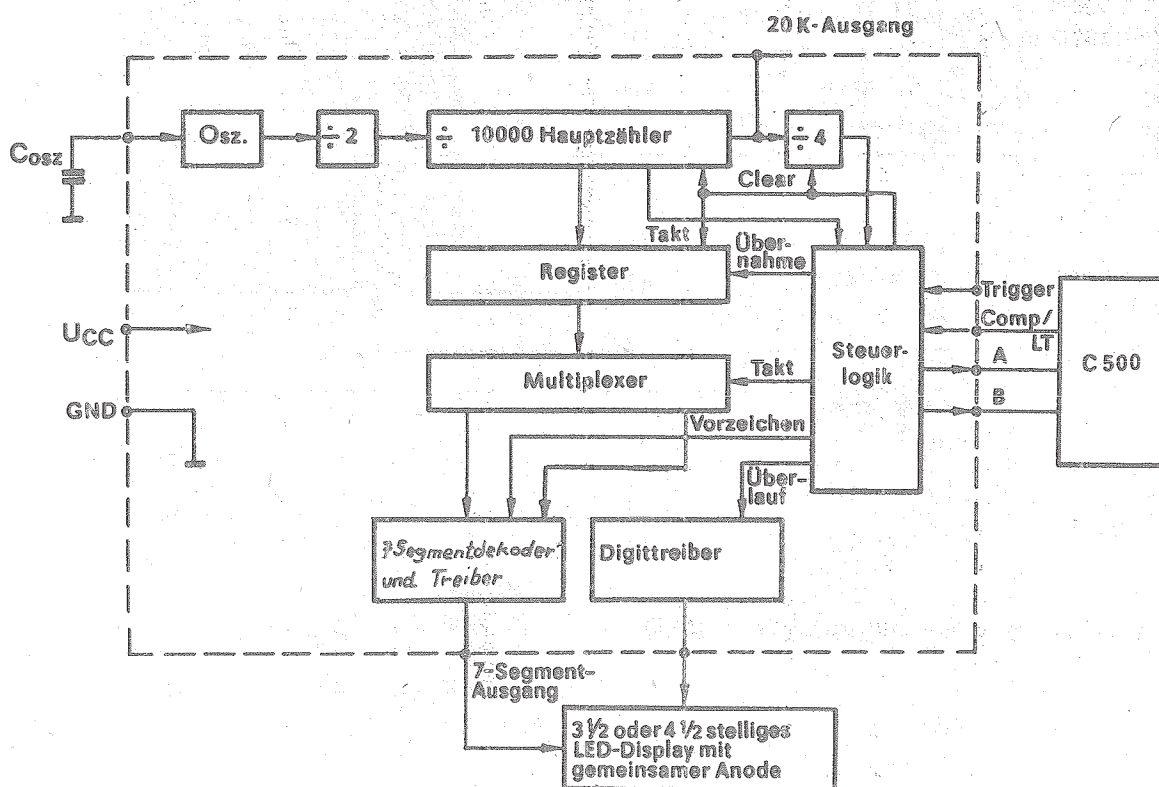 20 K-Ausgang
Cosz
Osz.
÷ 2
÷ 10000 Hauptzähler
÷ 4
Clear
Takt
Über-
nahme
Register
Trigger
Comp/
LT
UCC
Steuer-
logik
A
C 500
Multiplexer
Takt
B
GND
Vorzeichen
Über-
lauf
7-Segmentdekoder
und Treiber
Digittreiber
7-Segment-
Ausgang
3 1/2 oder 4 1/2 stelliges
LED-Display mit
gemeinsamer Anode